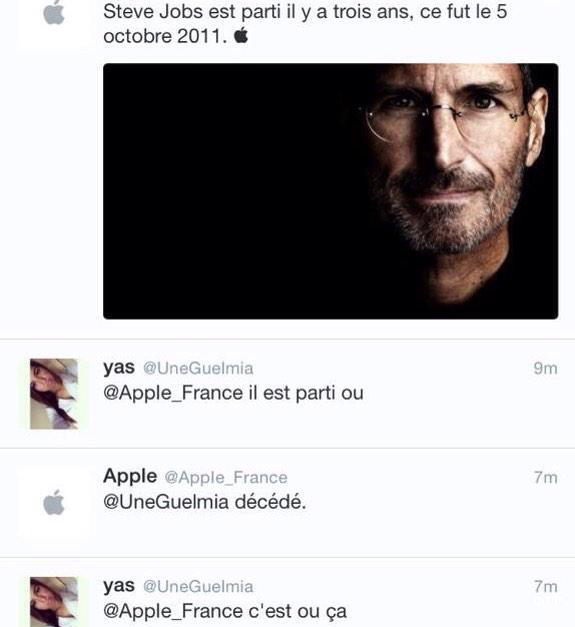 Steve Jobs est parti il y a trois ans, ce fut le 5
octobre 2011.
yas @UneGuelmia 9m
@Apple_France il est parti ou
Apple @Apple_France 7m
@UneGuelmia décédé.
yas @UneGuelmia 7m
@Apple_France c'est ou ça